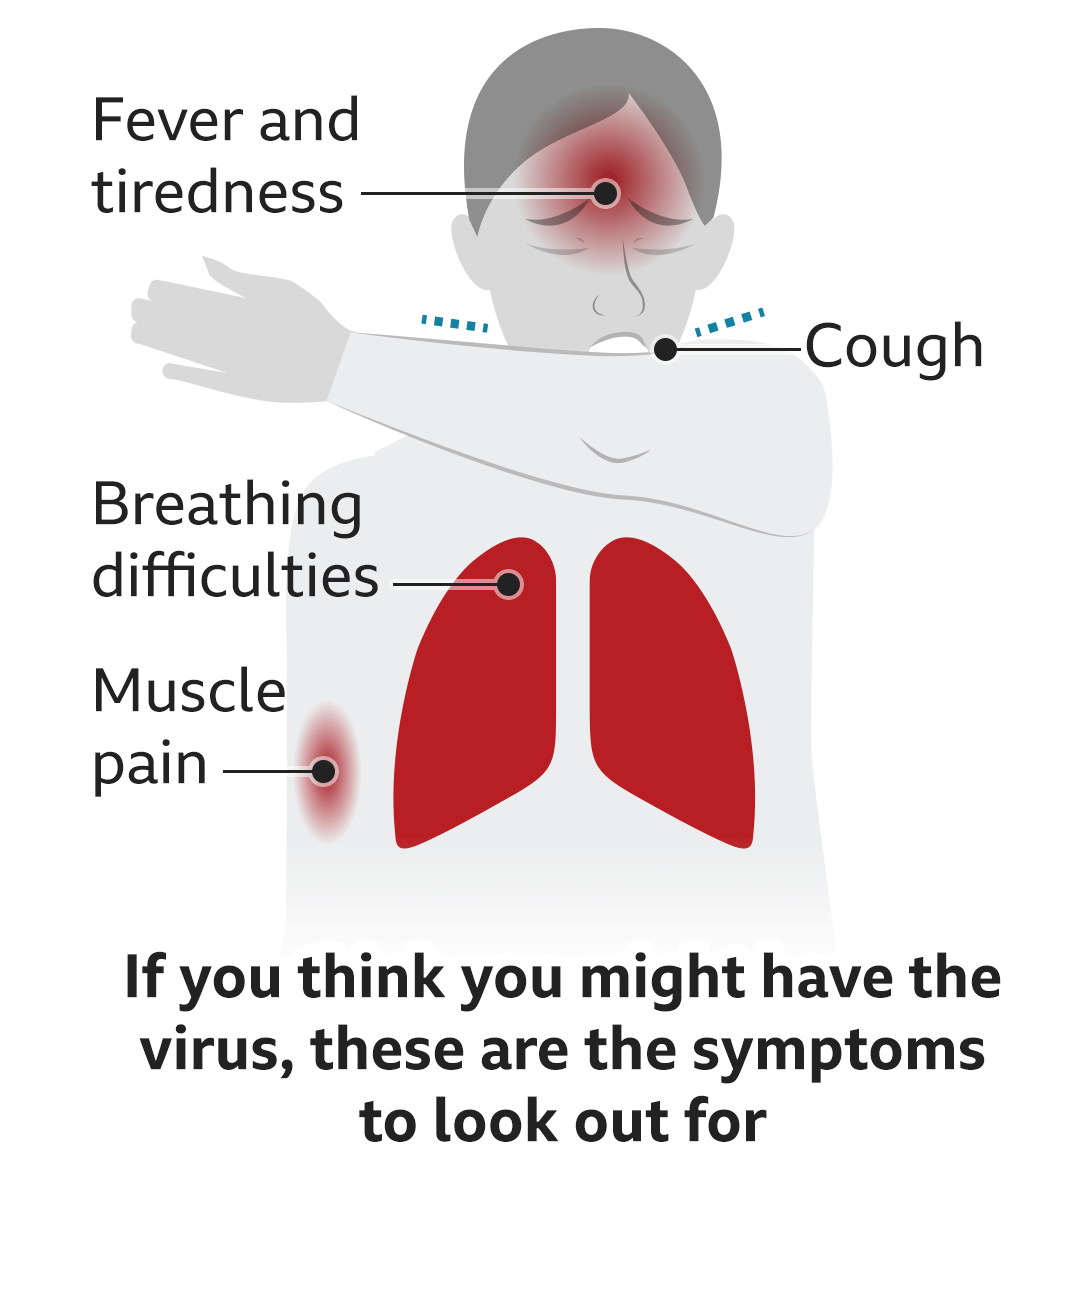 Fever and
tiredness
Cough
Breathing
difficulties
Muscle
pain
If you think you might have the
virus, these are the symptoms
to look out for